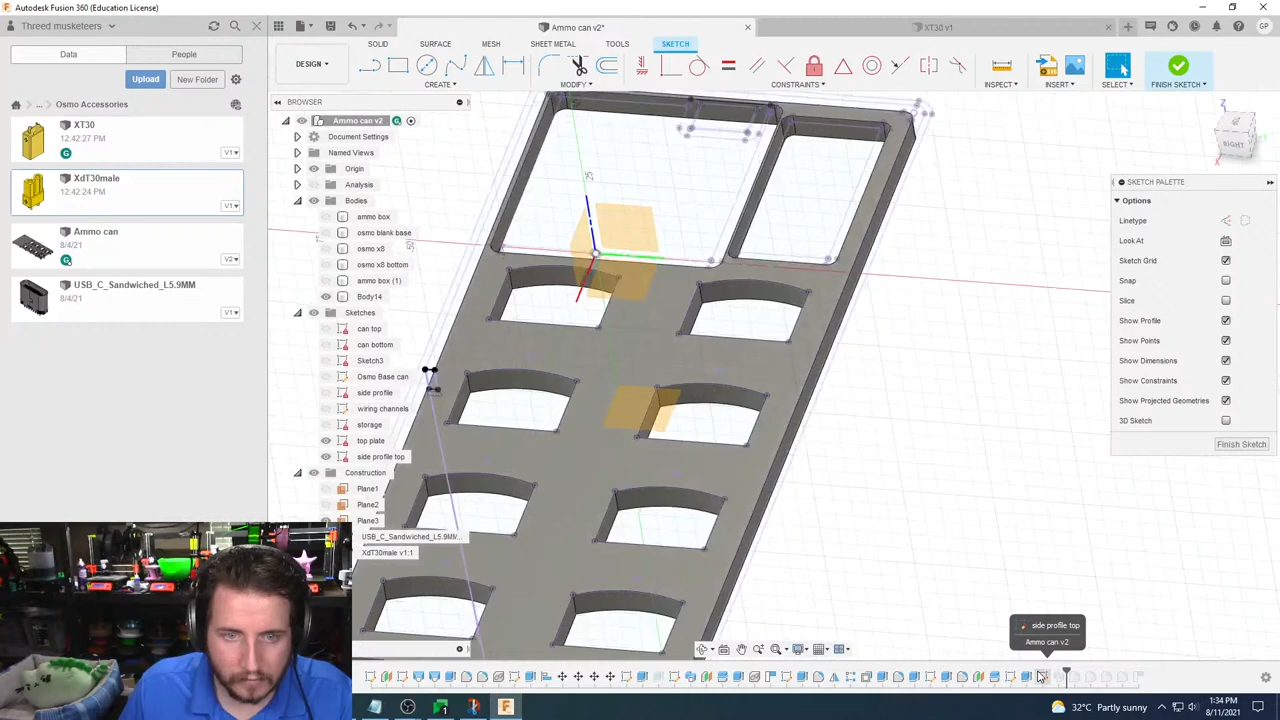 Autodesk Fusion 360 (Education License)
Threed musketeers
Ammo can v2*
XT30 v1
GP
Data
People
SOLID
SURFACE
MESH
SHEET METAL
TOOLS
SKETCH
DESIGN
CREATE
MODIFY
CONSTRAINTS
INSPECT
INSERT
SELECT
FINISH SKETCH
Upload
New Folder
... Osmo Accessories
XT30
12:42:27 PM
G
V1
XdT30male
12:42:24 PM
V1
Ammo can
8/4/21
G
V2
USB_C_Sandwiched_L5.9MM
8/4/21
V1
BROWSER
Ammo can v2
Document Settings
Named Views
Origin
Analysis
Bodies
ammo box
osmo blank base
osmo x8
osmo x8 bottom
ammo box (1)
Body14
Sketches
can top
can bottom
Sketch3
Osmo Base can
side profile
wiring channels
storage
top plate
side profile top
Construction
Plane1
Plane2
Plane3
USB_C_Sandwiched_L5.9MM...
XdT30male v1:1
25
50
Z
RIGHT
X
SKETCH PALETTE
Options
Linetype
Look At
Sketch Grid
Snap
Slice
Show Profile
Show Points
Show Dimensions
Show Constraints
Show Projected Geometries
3D Sketch
Finish Sketch
side profile top
Ammo can v2
32°C Partly sunny
1:34 PM
8/11/2021